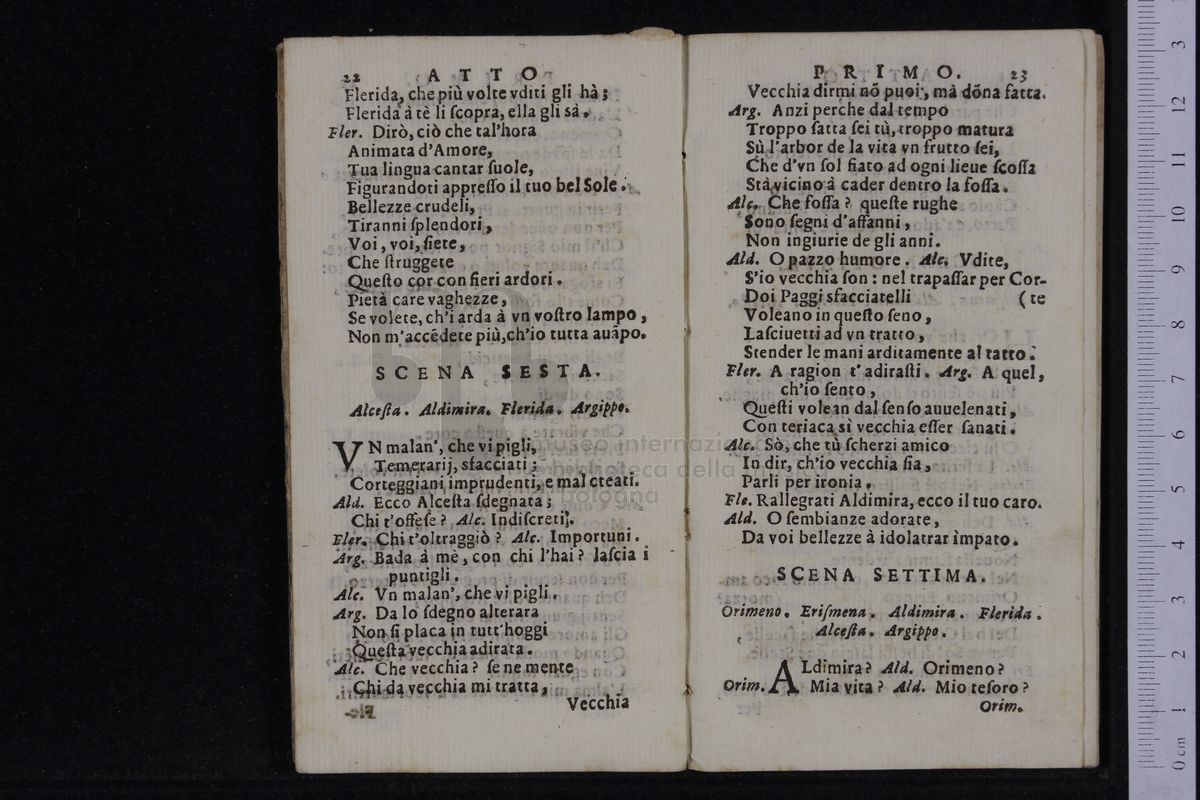 22 ATTO
Flerida, che più volte vditi gli hà;
Flerida à tè li ſcopra, ella gli sà.
Fler. Dirò, ciò che tal'hora
Animata d'Amore,
Tua lingua cantar ſuole,
Figurandoti appreſſo il tuo bel Sole.
Bellezze crudeli,
Tiranni ſplendori,
Voi, voi, ſiete,
Che ſtruggete
Queſto cor con fieri ardori.
Pietà care vaghezze,
Se volete, ch'i arda à vn voſtro lampo,
Non m'accēdete più, ch'io tutta auāpo.
SCENA SESTA.
Alceſta. Aldimira. Flerida. Argippo.
VN malan', che vi pigli,
Temerarij, sfacciati;
Corteggiani imprudenti, e mal creati.
Ald. Ecco Alceſta ſdegnata;
Chi t'offeſe? Alc. Indiſcreti.
Fler. Chi t'oltraggiò? Alc. Importuni.
Arg. Bada à mè, con chi l'hai? laſcia i
puntigli.
Alc. Vn malan', che vi pigli.
Arg. Da lo ſdegno alterara
Non ſi placa in tutt'hoggi
Queſta vecchia adirata.
Alc. Che vecchia? ſe ne mente
Chi da vecchia mi tratta,
Vecchia
PRIMO. 23
Vecchia dirmi nō puoi, mà dōna fatta.
Arg. Anzi perche dal tempo
Troppo fatta ſei tù, troppo matura
Sù l'arbor de la vita vn frutto ſei,
Che d'vn ſol fiato ad ogni lieue ſcoſſa
Stà vicino à cader dentro la foſſa.
Alc. Che foſſa? queſte rughe
Sono ſegni d'affanni,
Non ingiurie de gli anni.
Ald. O pazzo humore. Alc. Vdite,
S'io vecchia ſon: nel trapaſſar per Cor-
Doi Paggi sfacciatelli (te
Voleano in queſto ſeno,
Laſciuetti ad vn tratto,
Stender le mani arditamente al tatto.
Fler. A ragion t'adiraſti. Arg. A quel,
ch'io ſento,
Queſti volean dal ſenſo auuelenati,
Con teriaca sì vecchia eſſer ſanati.
Alc. Sò, che tù ſcherzi amico
In dir, ch'io vecchia ſia,
Parli per ironia.
Fle. Rallegrati Aldimira, ecco il tuo caro.
Ald. O ſembianze adorate,
Da voi bellezze à idolatrar ìmpato.
SCENA SETTIMA.
Orimeno. Eriſmena. Aldimira. Flerida.
Alceſta. Argippo.
ALdimira? Ald. Orimeno?
Orim. Mia vita? Ald. Mio teſoro?
Orim.
museo internazionale
biblioteca della
bologna